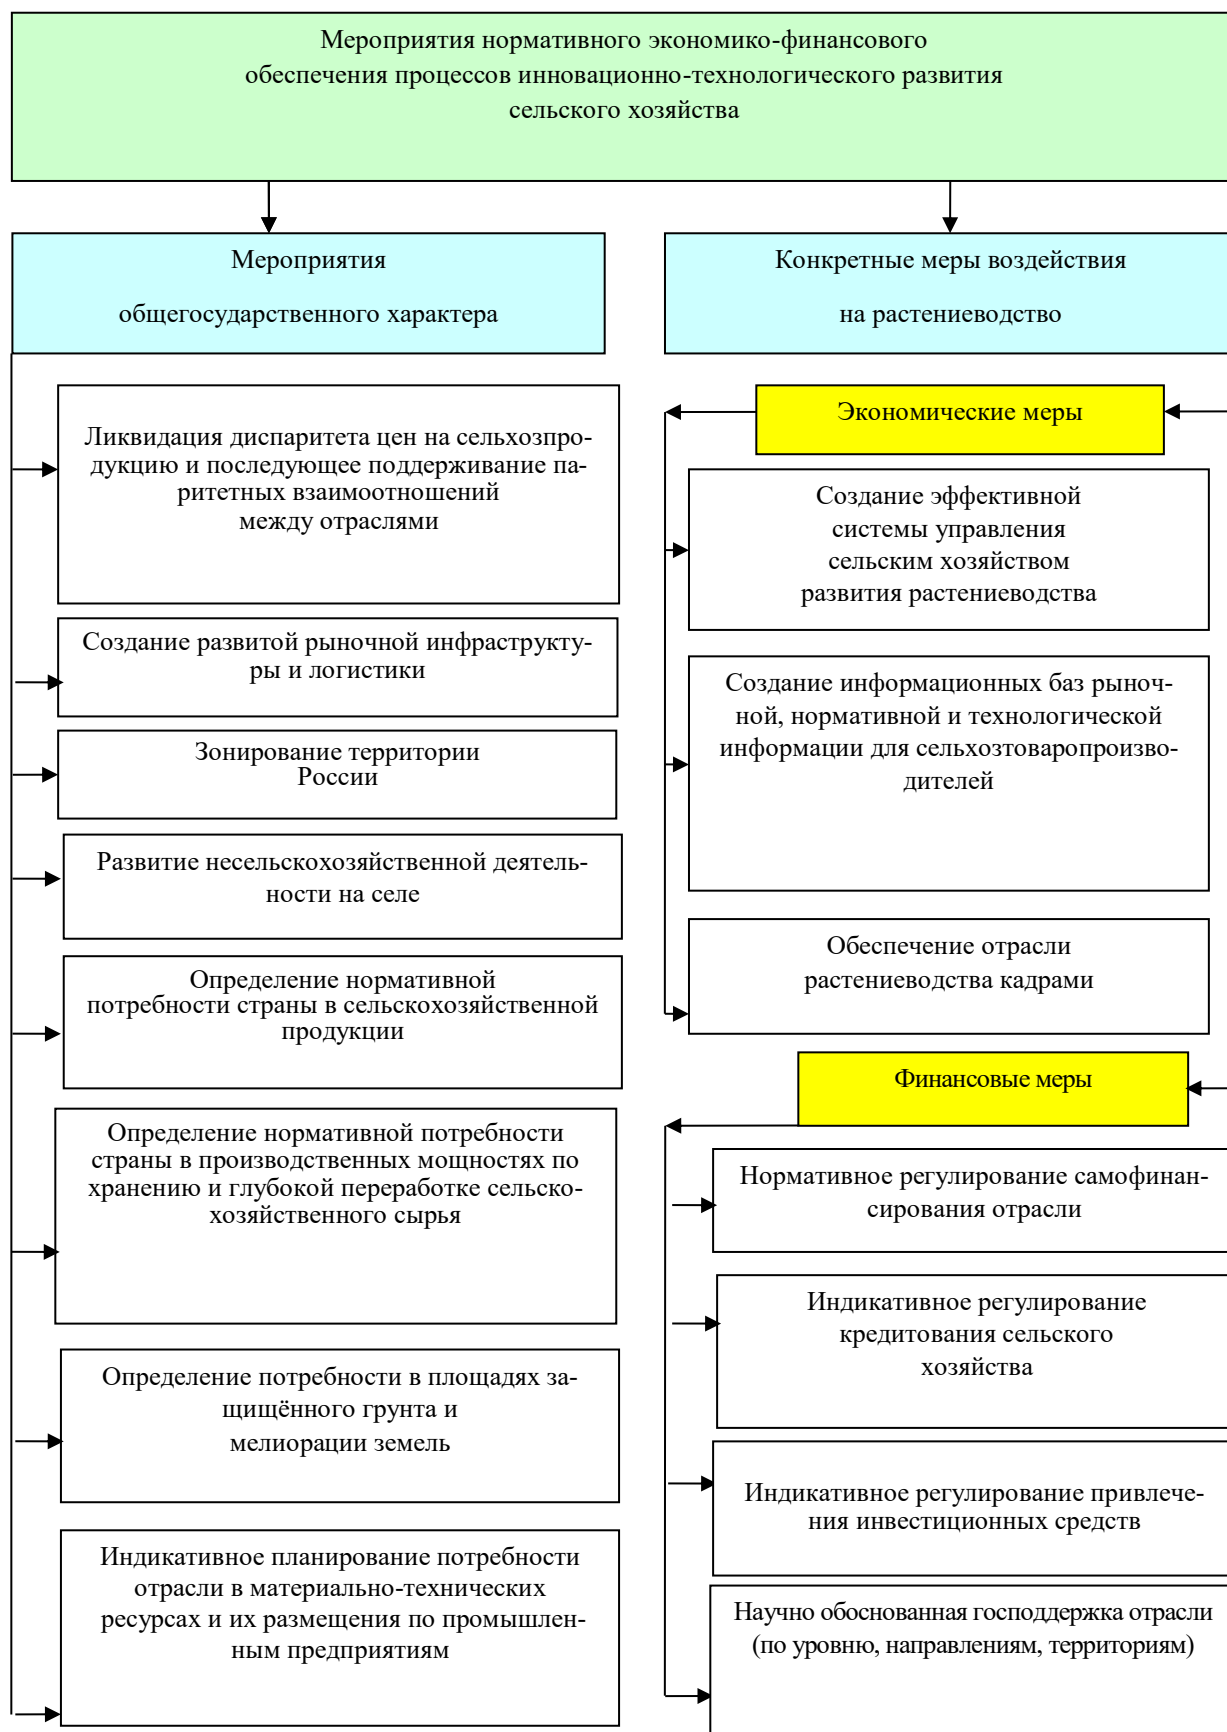 Мероприятия нормативного экономико-финансового
обеспечения процессов инновационно-технологического развития
сельского хозяйства
Мероприятия
общегосударственного характера
Ликвидация диспаритета цен на сельхозпро-
дукцию и последующее поддерживание па-
ритетных взаимоотношений
между отраслями
Создание развитой рыночной инфраструкту-
ры и логистики
Зонирование территории
России
Развитие несельскохозяйственной деятель-
ности на селе
Определение нормативной
потребности страны в сельскохозяйственной
продукции
Определение нормативной потребности
страны в производственных мощностях по
хранению и глубокой переработке сельско-
хозяйственного сырья
Определение потребности в площадях за-
щищённого грунта и
мелиорации земель
Индикативное планирование потребности
отрасли в материально-технических
ресурсах и их размещения по промышлен-
ным предприятиям
Конкретные меры воздействия
на растениеводство
Экономические меры
Создание эффективной
системы управления
сельским хозяйством
развития растениеводства
Создание информационных баз рыноч-
ной, нормативной и технологической
информации для сельхозтоваропроизво-
дителей
Обеспечение отрасли
растениеводства кадрами
Финансовые меры
Нормативное регулирование самофинан-
сирования отрасли
Индикативное регулирование
кредитования сельского
хозяйства
Индикативное регулирование привлече-
ния инвестиционных средств
Научно обоснованная господдержка отрасли
(по уровню, направлениям, территориям)